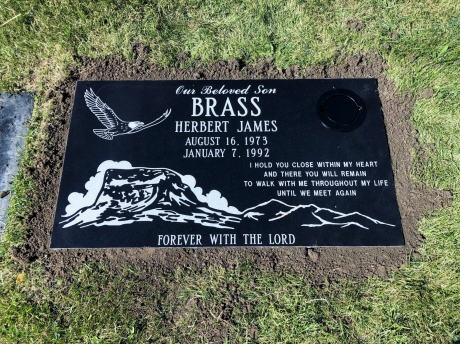 Our Beloved Son
BRASS
HERBERT JAMES
AUGUST 16, 1973
JANUARY 7, 1992
I HOLD YOU CLOSE WITHIN MY HEART
AND THERE YOU WILL REMAIN
TO WALK WITH ME THROUGHOUT MY LIFE
UNTIL WE MEET AGAIN
FOREVER WITH THE LORD